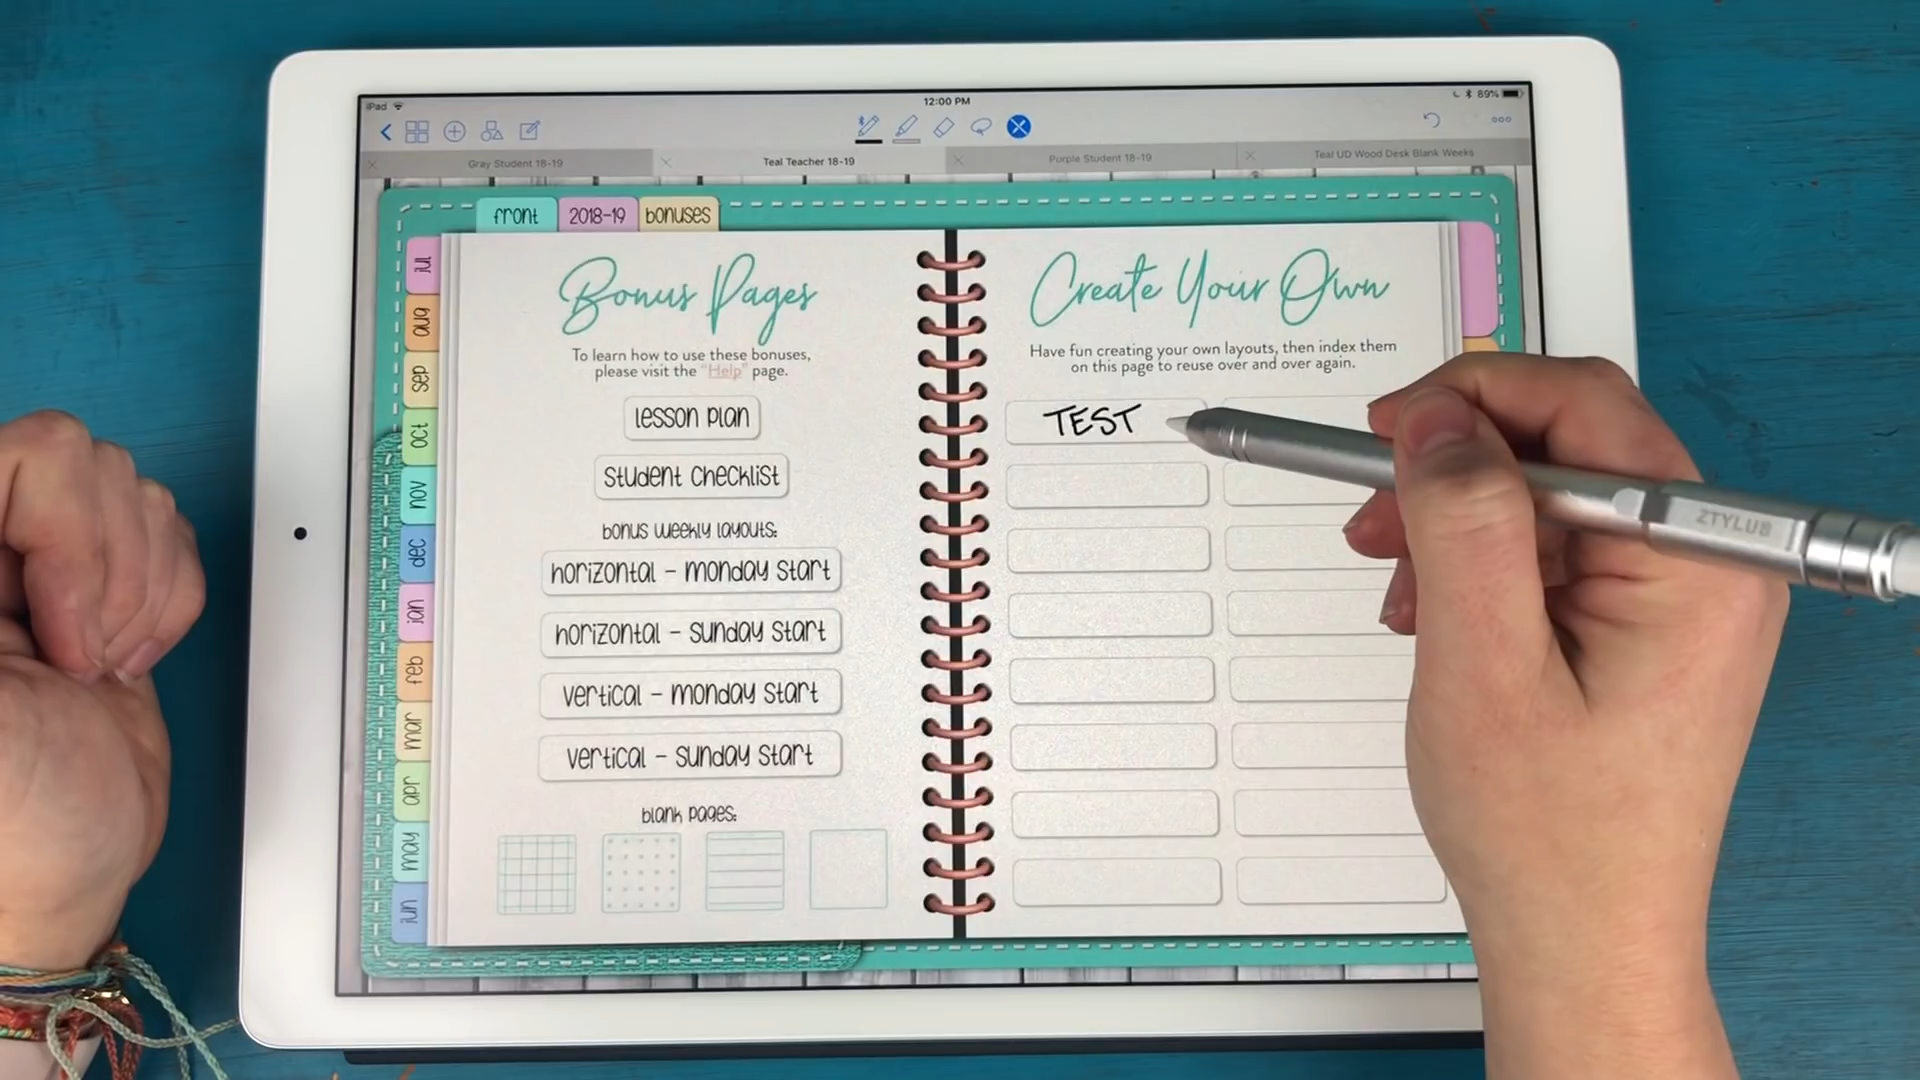 iPad
12:00 PM
89%
Gray Student 18-19
Teal Teacher 18-19
Purple Student 18-19
Teal UD Wood Desk Blank Weeks
front
2018-19
bonuses
jul
aug
sep
oct
nov
dec
jan
feb
mar
apr
may
jun
Bonus Pages
To learn how to use these bonuses,
please visit the "Help" page.
lesson plan
student checklist
bonus weekly layouts:
horizontal - monday start
horizontal - sunday start
vertical - monday start
vertical - sunday start
blank pages:
Create Your Own
Have fun creating your own layouts, then index them
on this page to reuse over and over again.
TEST
ZTYLUS